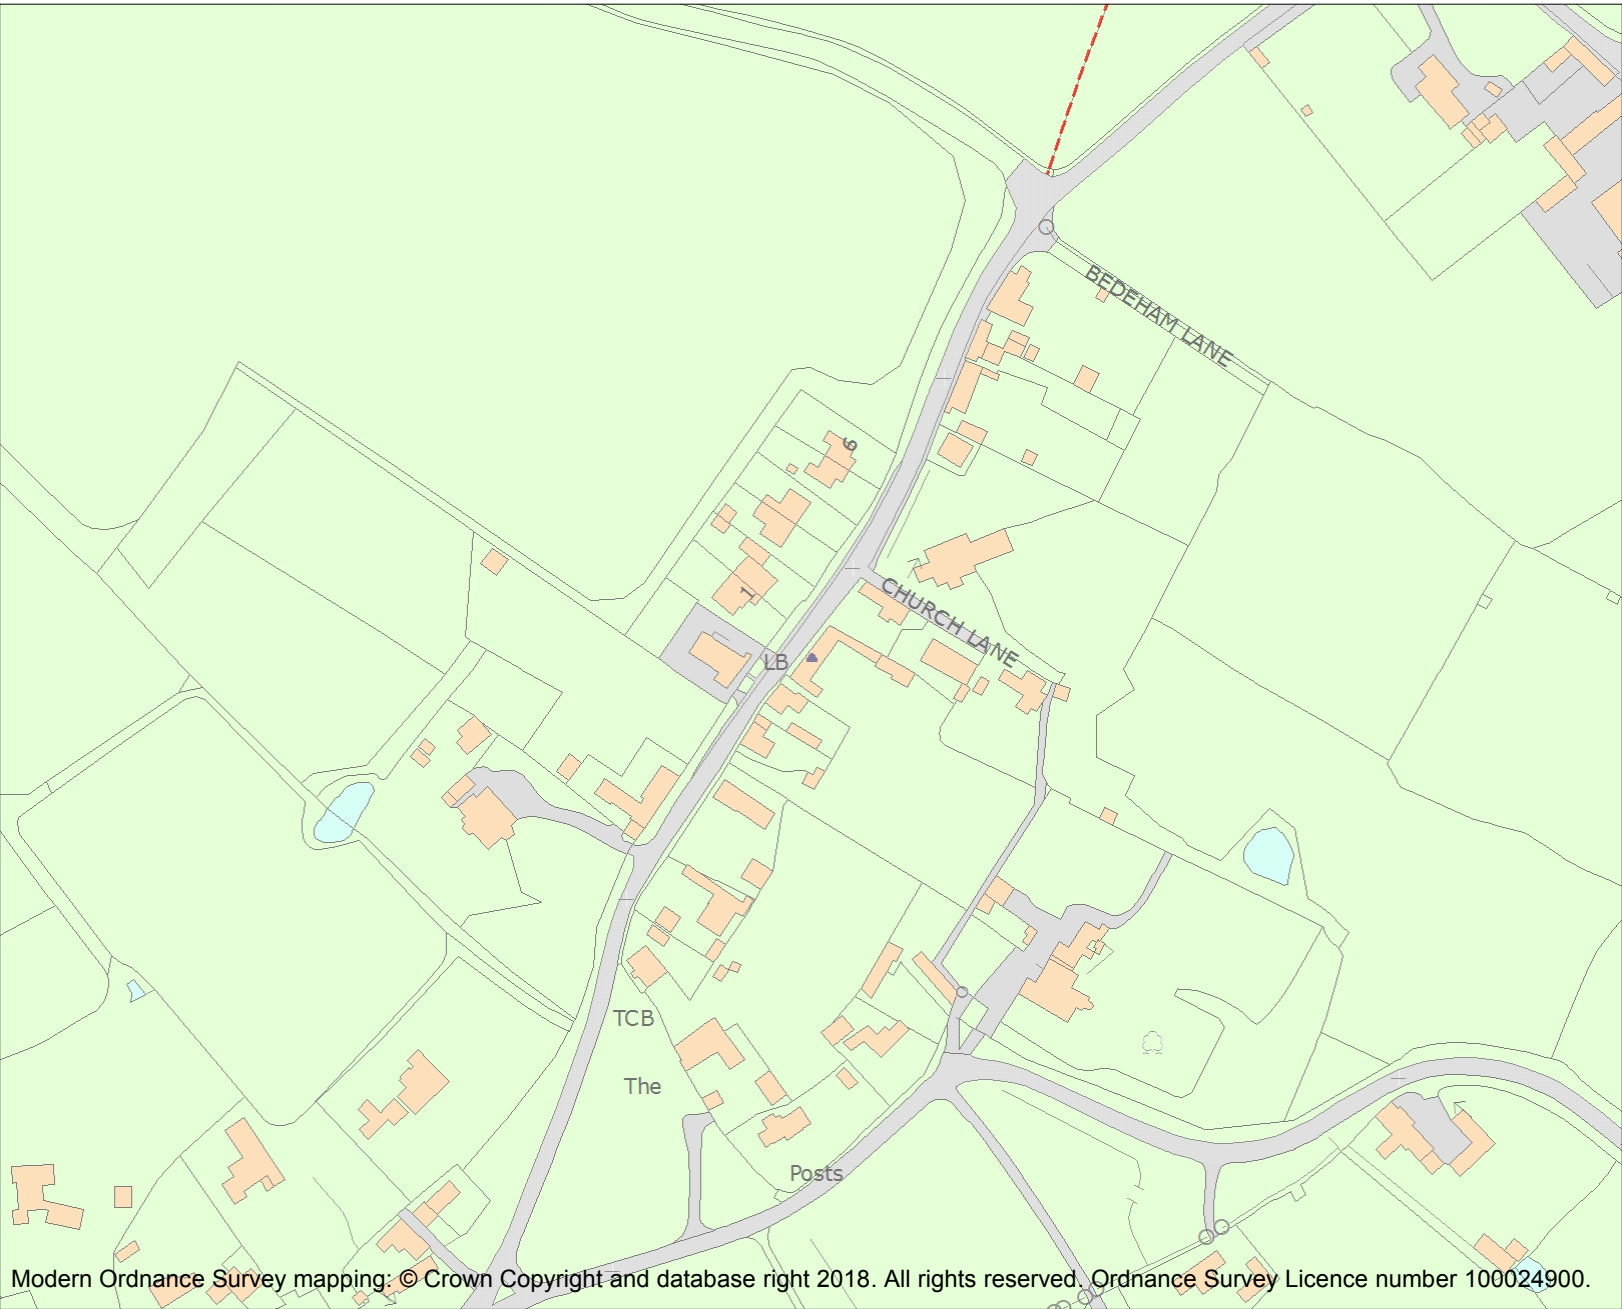 BEDEHAM LANE
6
CHURCH LANE
1
LB
TCB
The
Posts
Modern Ordnance Survey mapping: © Crown Copyright and database right 2018. All rights reserved. Ordnance Survey Licence number 100024900.